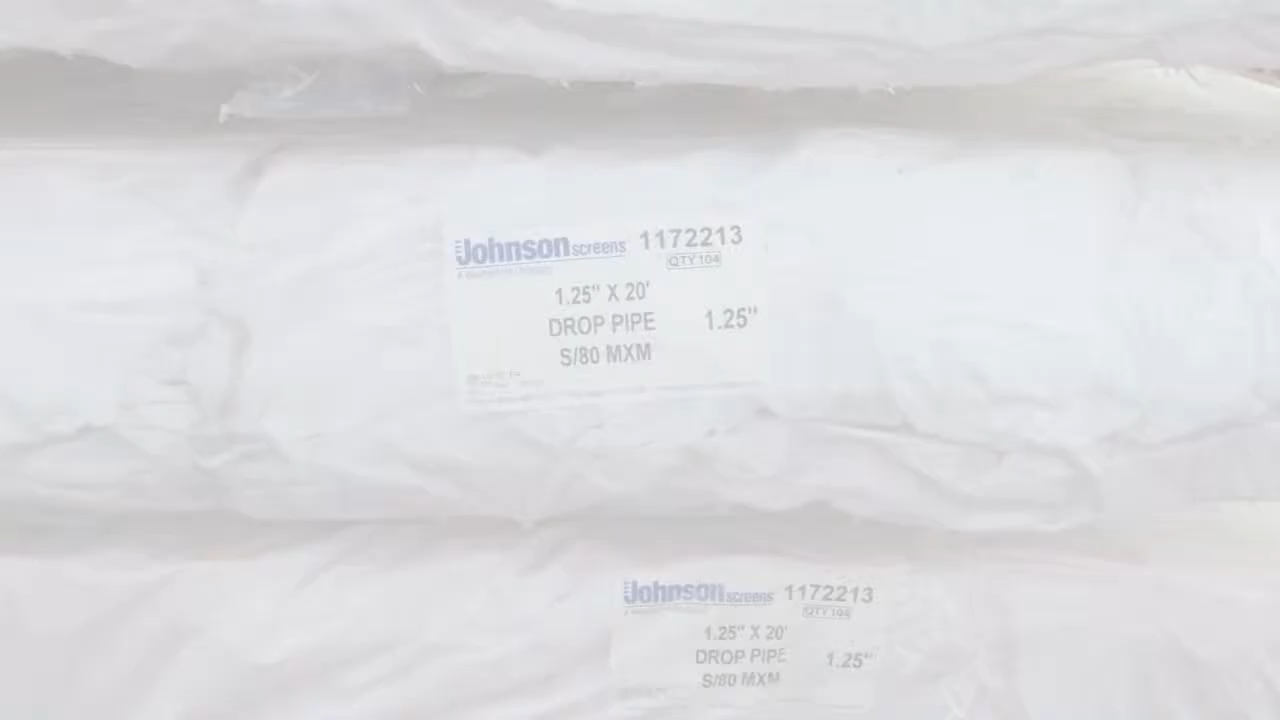 Johnson screens 1172213
QTY 104
1.25" X 20'
DROP PIPE 1.25"
S/80 MXM
Johnson screens 1172213
QTY 104
1.25" X 20'
DROP PIPE 1.25"
S/80 MXM